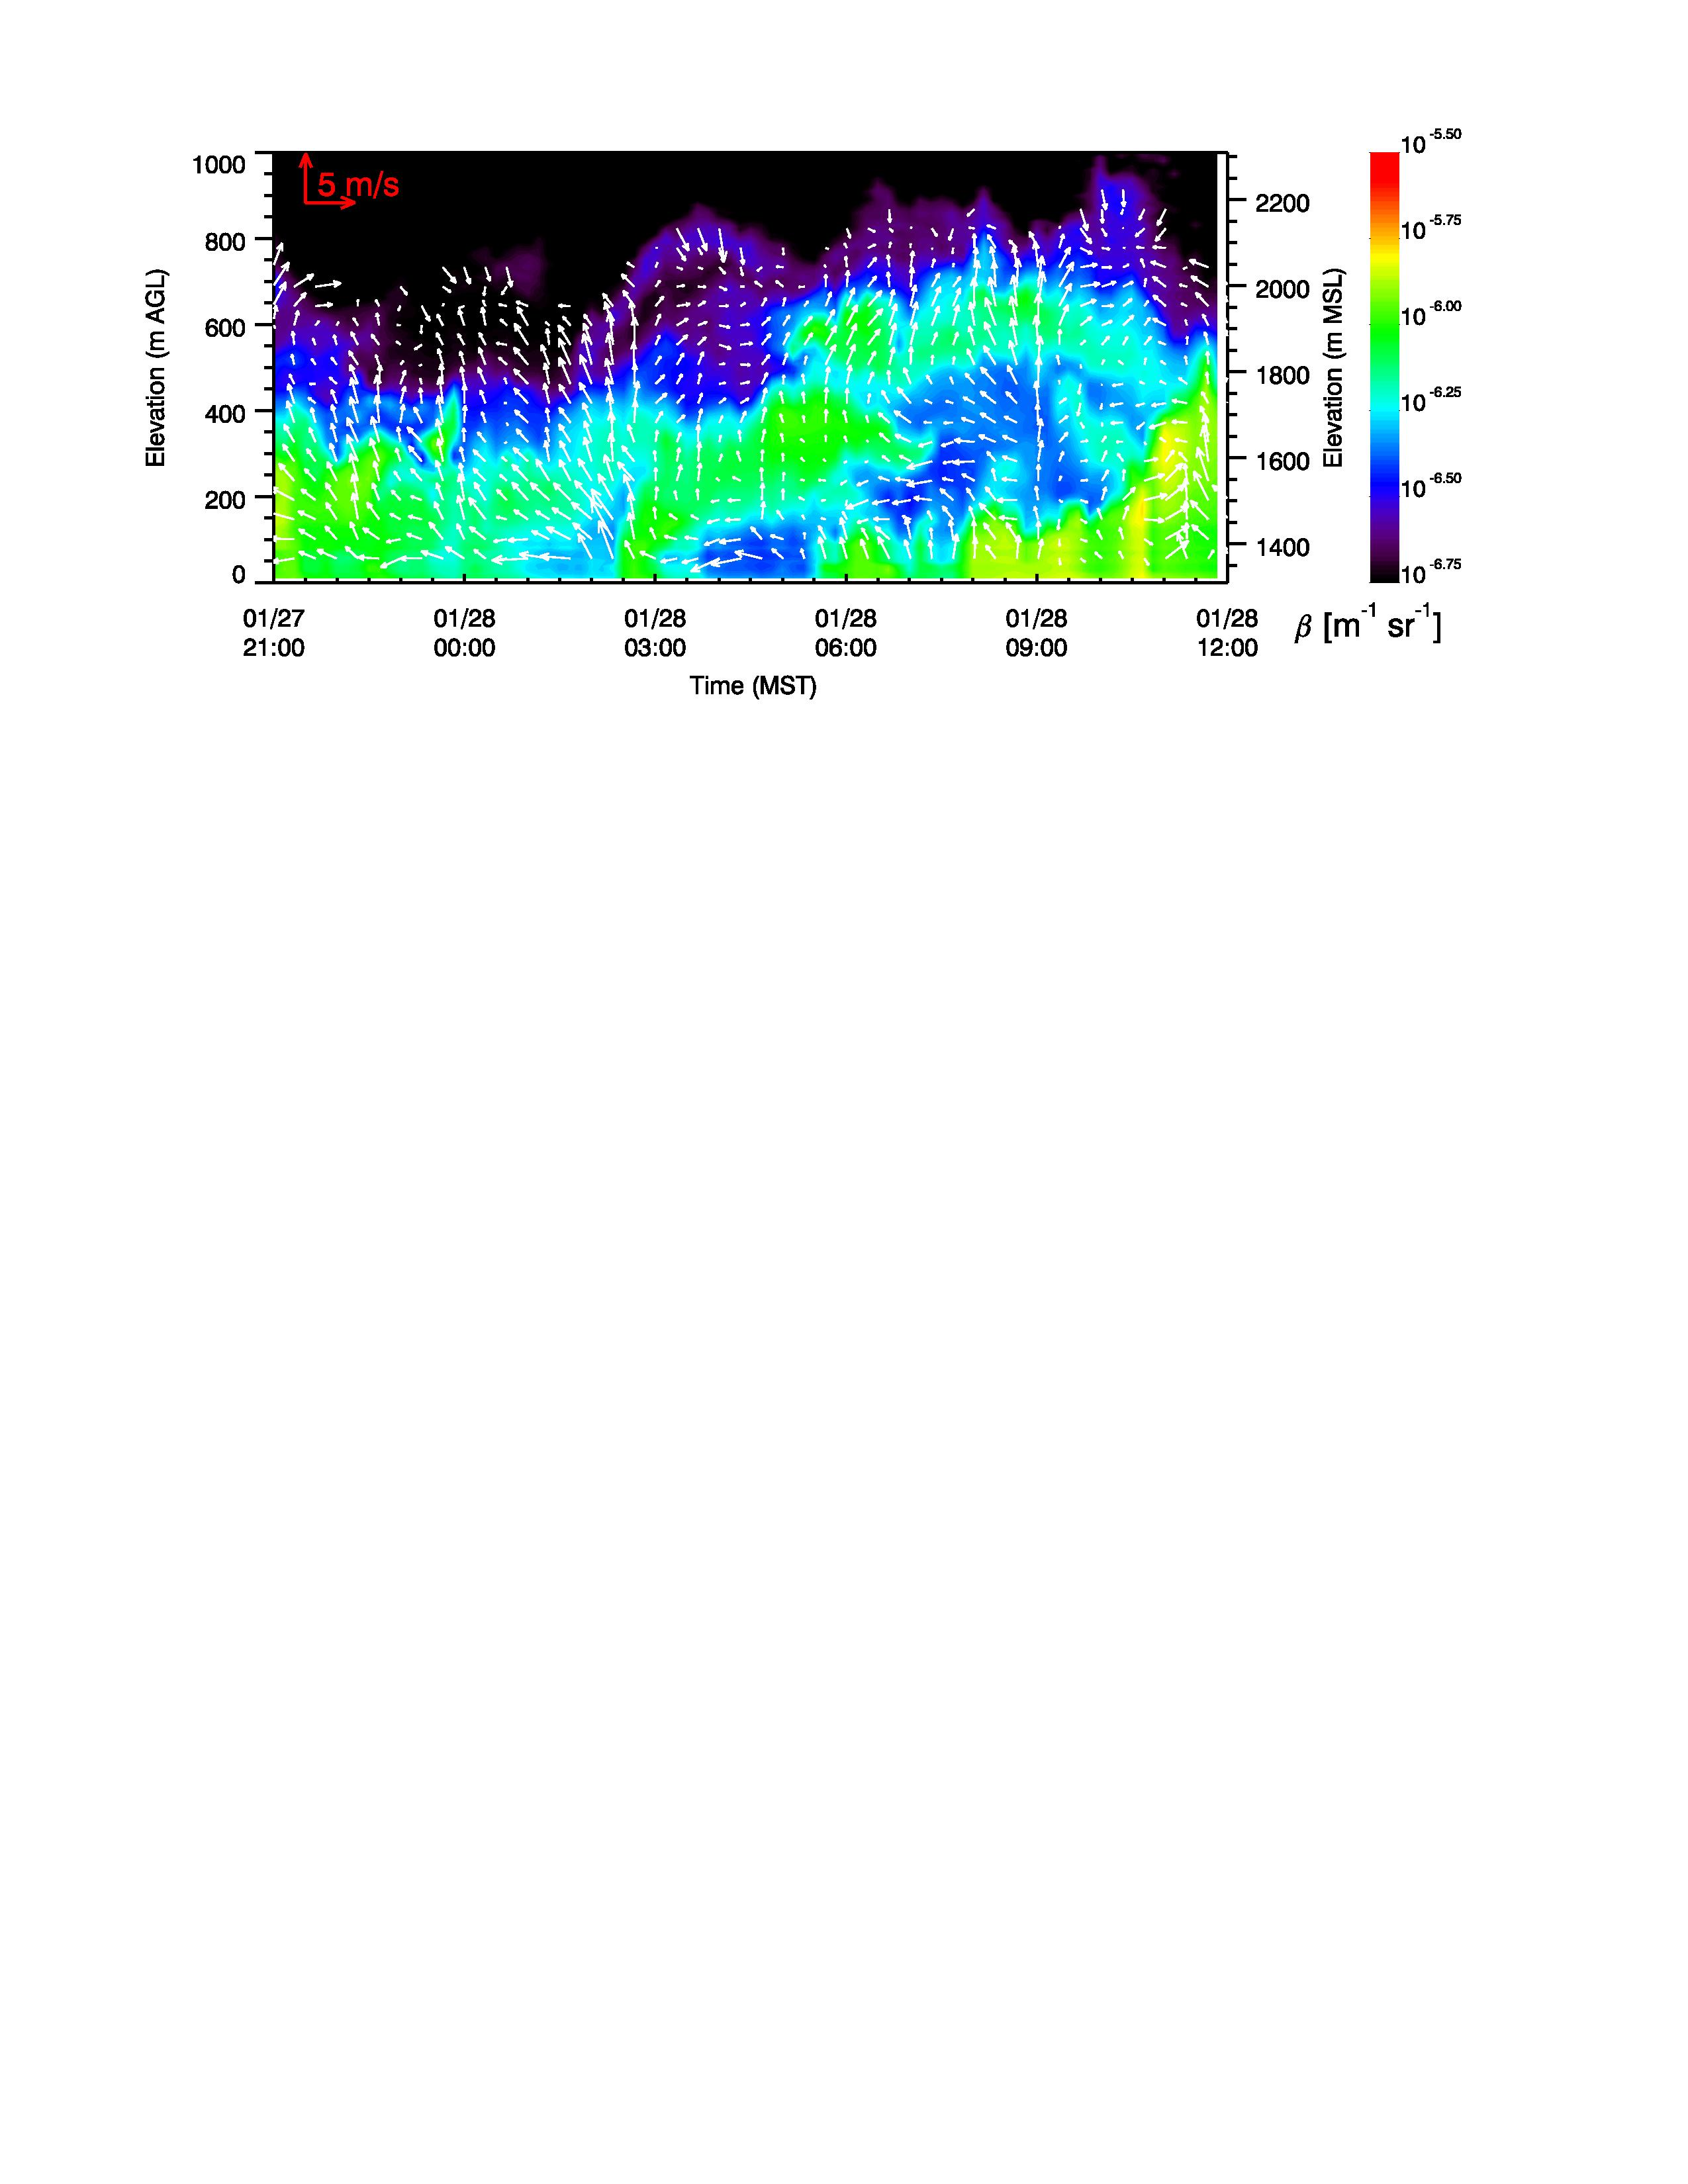 5 m/s
1000
800
600
400
200
0
Elevation (m AGL)
2200
2000
1800
1600
1400
Elevation (m MSL)
10^-5.50
10^-5.75
10^-6.00
10^-6.25
10^-6.50
10^-6.75
β [m^-1 sr^-1]
01/27 01/28 01/28 01/28 01/28 01/28
21:00 00:00 03:00 06:00 09:00 12:00
Time (MST)